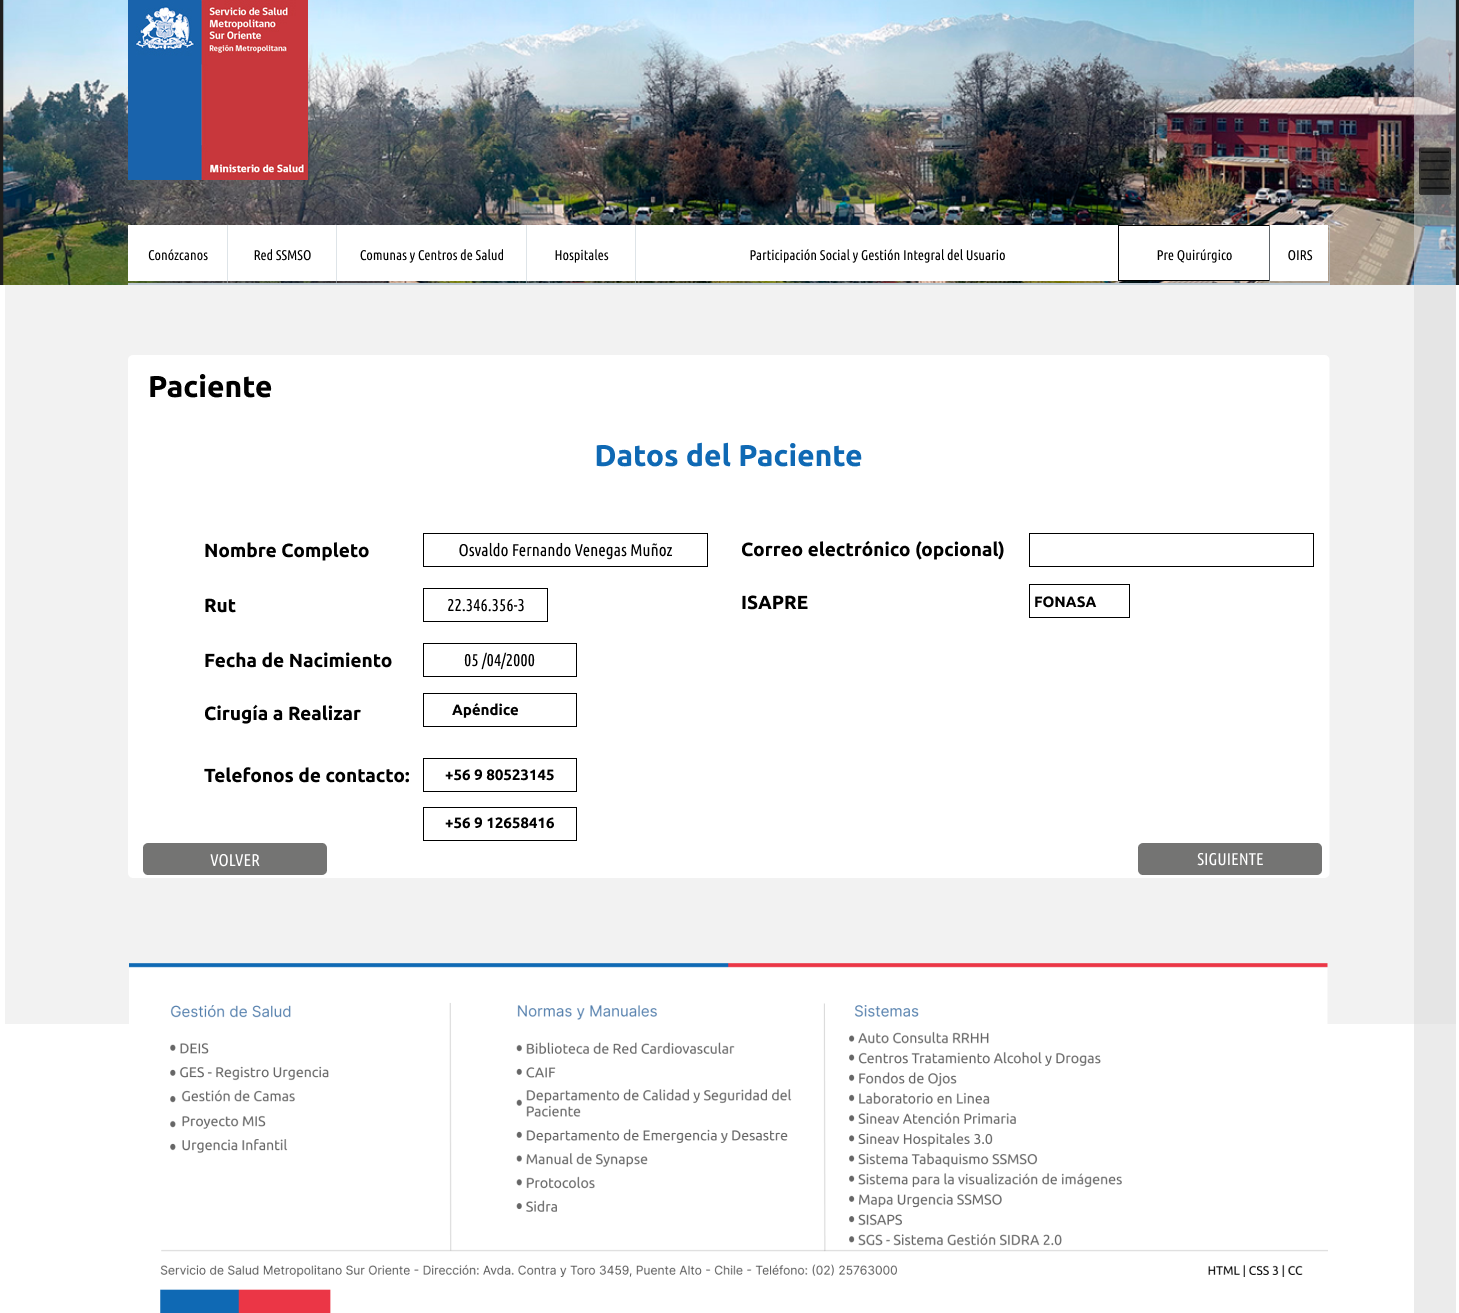 Servicio de Salud
Metropolitano
Sur Oriente
Región Metropolitana
Ministerio de Salud
Conózcanos
Red SSMSO
Comunas y Centros de Salud
Hospitales
Participación Social y Gestión Integral del Usuario
Pre Quirúrgico
OIRS
Paciente
Datos del Paciente
Nombre Completo
Osvaldo Fernando Venegas Muñoz
Correo electrónico (opcional)
Rut
22.346.356-3
ISAPRE
FONASA
Fecha de Nacimiento
05 /04/2000
Cirugía a Realizar
Apéndice
Telefonos de contacto:
+56 9 80523145
+56 9 12658416
VOLVER
SIGUIENTE
Gestión de Salud
• DEIS
• GES - Registro Urgencia
• Gestión de Camas
• Proyecto MIS
• Urgencia Infantil
Normas y Manuales
• Biblioteca de Red Cardiovascular
• CAIF
• Departamento de Calidad y Seguridad del
Paciente
• Departamento de Emergencia y Desastre
• Manual de Synapse
• Protocolos
• Sidra
Sistemas
• Auto Consulta RRHH
• Centros Tratamiento Alcohol y Drogas
• Fondos de Ojos
• Laboratorio en Linea
• Sineav Atención Primaria
• Sineav Hospitales 3.0
• Sistema Tabaquismo SSMSO
• Sistema para la visualización de imágenes
• Mapa Urgencia SSMSO
• SISAPS
• SGS - Sistema Gestión SIDRA 2.0
Servicio de Salud Metropolitano Sur Oriente - Dirección: Avda. Contra y Toro 3459, Puente Alto - Chile - Teléfono: (02) 25763000
HTML | CSS 3 | CC